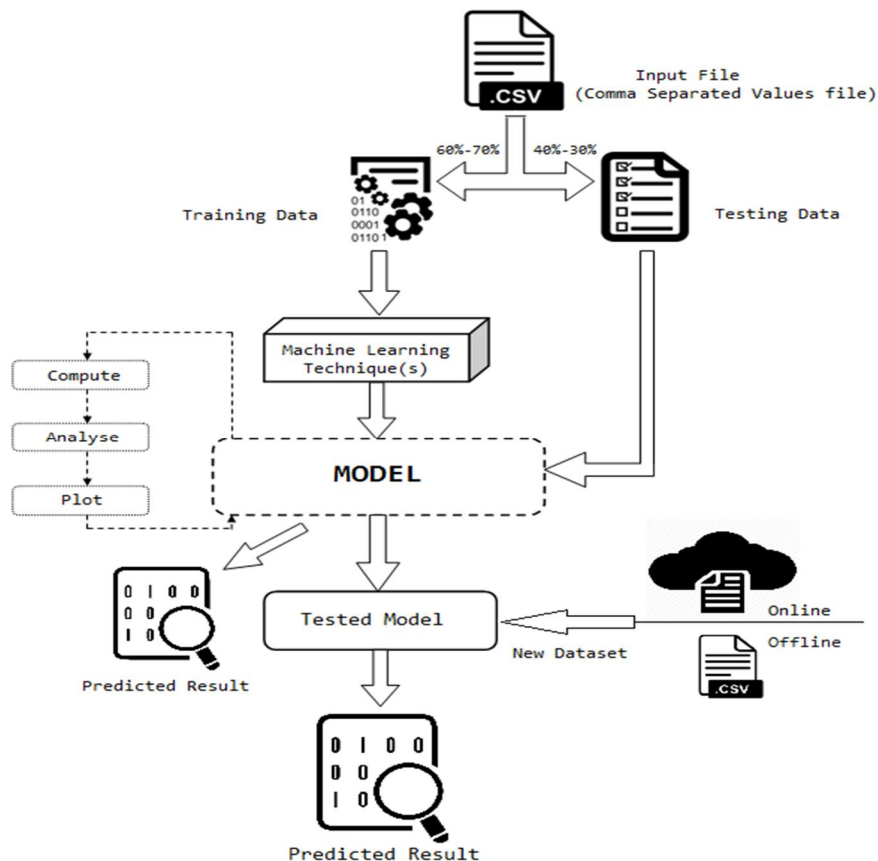 .CSV
Input File
(Comma Separated Values file)
60%-70%
40%-30%
01
0110
0001
01101
Training Data
Testing Data
Machine Learning
Technique(s)
Compute
Analyse
Plot
MODEL
0 1 0 0
0 0
1 0
Predicted Result
Tested Model
New Dataset
Online
Offline
.CSV
0 1 0 0
0 0
1 0
Predicted Result